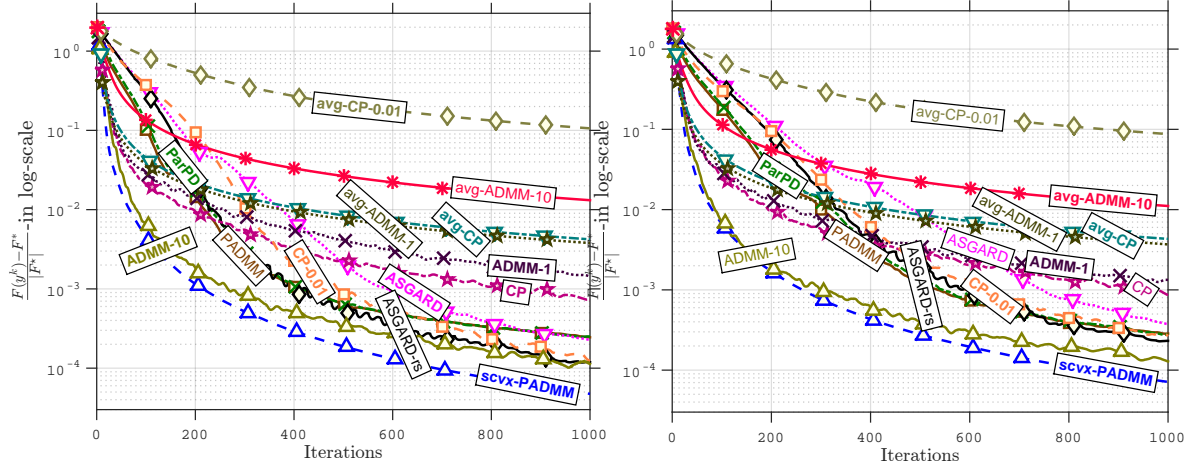 10^0
10^-1
10^-2
10^-3
10^-4
0
200
400
600
800
1000
Iterations
\frac{F(y^k)-F^*}{|F^*|}--in log-scale
avg-CP-0.01
ParPD
avg-ADMM-10
avg-ADMM-1
avg-CP
ADMM-10
PADMM
CP-0.01
ADMM-1
ASGARD
CP
ASGARD-rs
scvx-PADMM
10^0
10^-1
10^-2
10^-3
10^-4
0
200
400
600
800
1000
Iterations
\frac{F(y^k)-F^*}{|F^*|}--in log-scale
avg-CP-0.01
ParPD
avg-ADMM-10
avg-ADMM-1
avg-CP
ADMM-10
PADMM
ASGARD
ADMM-1
CP
ASGARD-rs
CP-0.01
scvx-PADMM